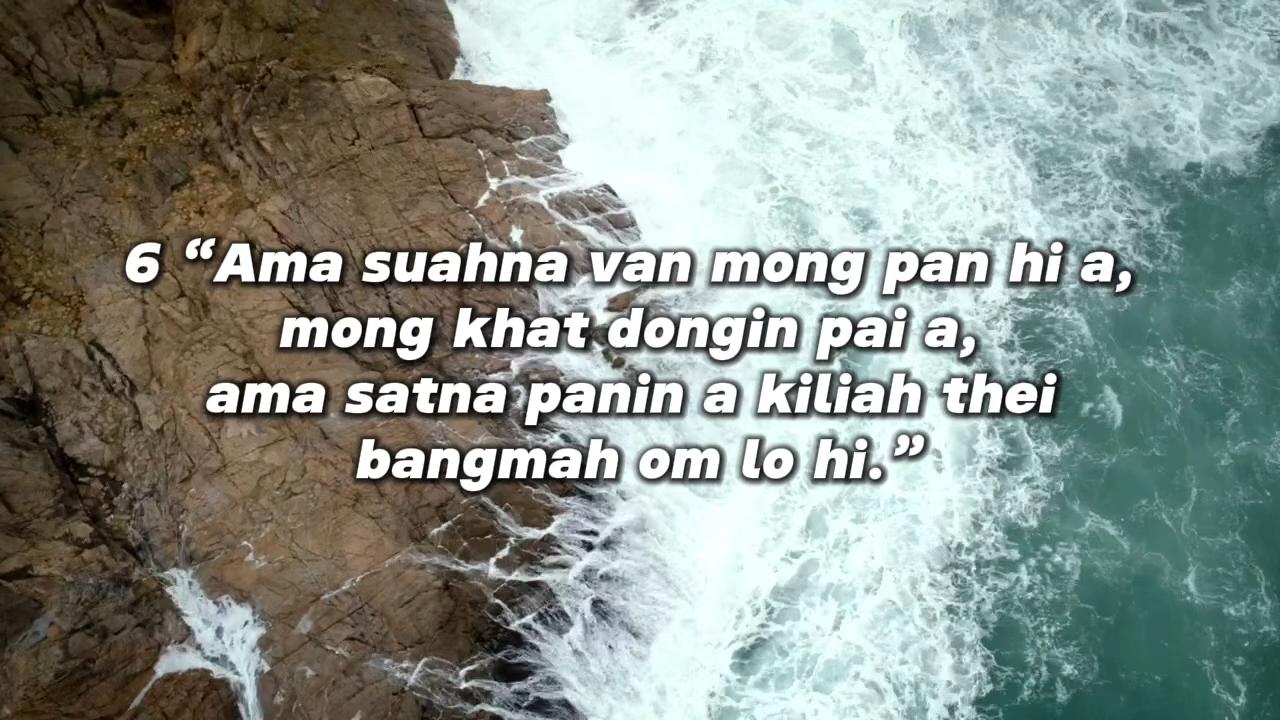 6 “Ama suahna van mong pan hi a,
mong khat dongin pai a,
ama satna panin a kiliah thei
bangmah om lo hi.”